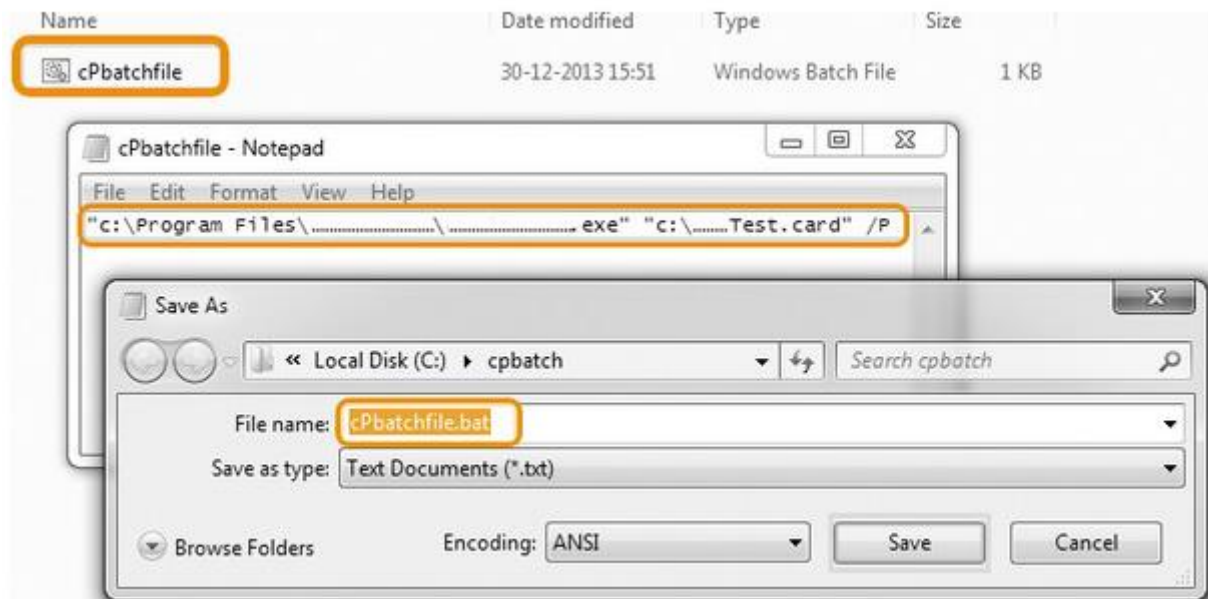 Name Date modified Type Size
cPbatchfile 30-12-2013 15:51 Windows Batch File 1 KB
cPbatchfile - Notepad
File Edit Format View Help
"c:\Program Files\........................\........................exe" "c:\.......Test.card" /P
Save As
« Local Disk (C:) ▸ cpbatch Search cpbatch
File name: cPbatchfile.bat
Save as type: Text Documents (*.txt)
Browse Folders Encoding: ANSI Save Cancel